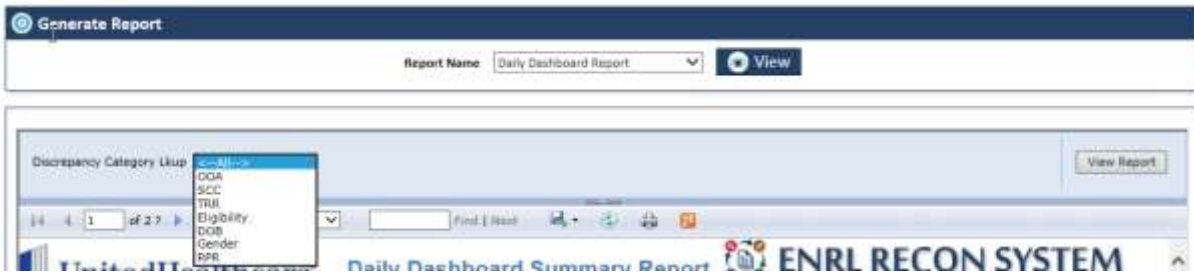 Generate Report
Report Name Daily Dashboard Report View
Discrepancy Category Lkup <--All--> View Report
OOA
SCC
TRR
Eligibility
DOB
Gender
RPR
1 of 2 ? Find | Next
Daily Dashboard Summary Report ENRL RECON SYSTEM